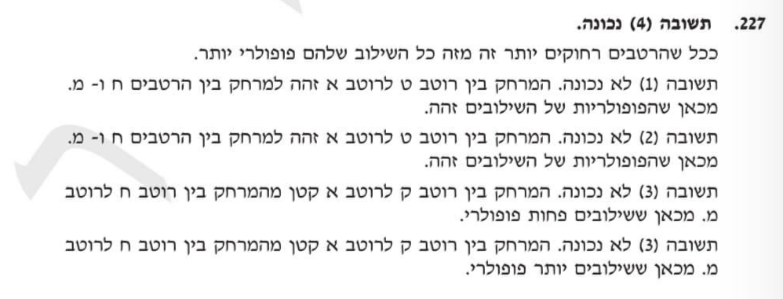 227. תשובה (4) נכונה.
ככל שהרטבים רחוקים יותר זה מזה כל השילוב שלהם פופולרי יותר.
תשובה (1) לא נכונה. המרחק בין רוטב ט לרוטב א זהה למרחק בין הרטבים ח ו- מ.
מכאן שהפופולריות של השילובים זהה.
תשובה (2) לא נכונה. המרחק בין רוטב ט לרוטב א זהה למרחק בין הרטבים ח ו- מ.
מכאן שהפופולריות של השילובים זהה.
תשובה (3) לא נכונה. המרחק בין רוטב ק לרוטב א קטן מהמרחק בין רוטב ח לרוטב
מ. מכאן ששילובים פחות פופולרי.
תשובה (3) לא נכונה. המרחק בין רוטב ק לרוטב א קטן מהמרחק בין רוטב ח לרוטב
מ. מכאן ששילובים יותר פופולרי.